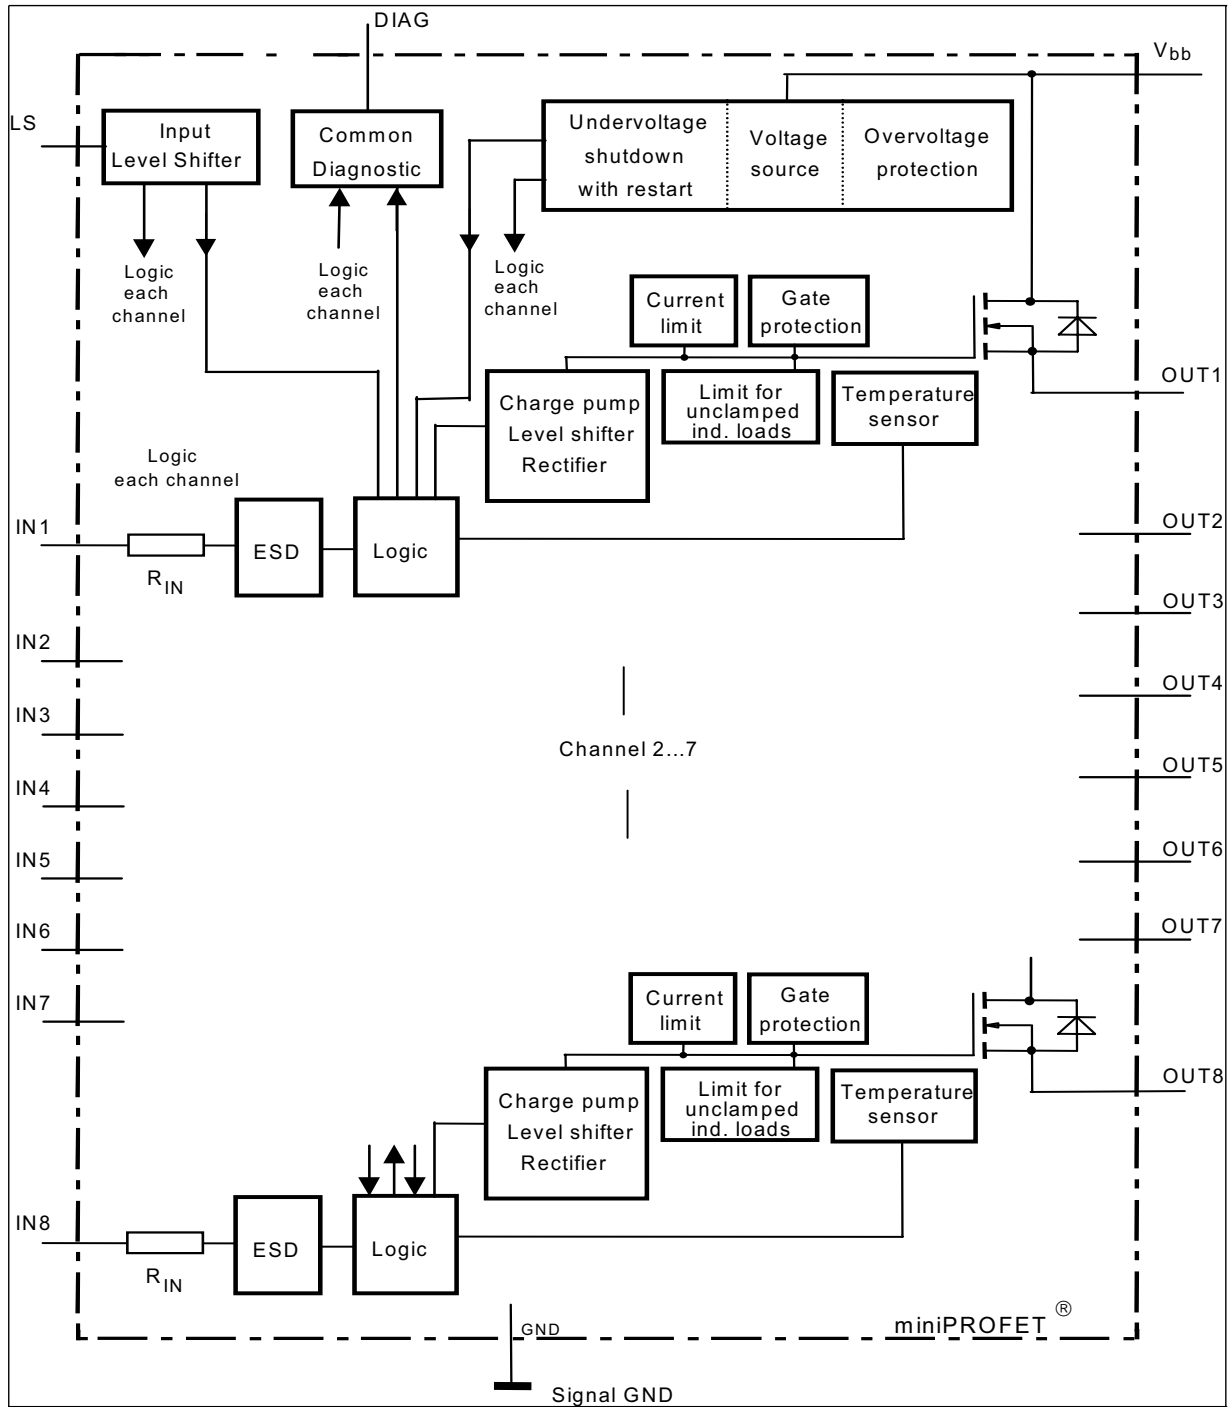 DIAG
Vbb
LS
Input
Level Shifter
Common
Diagnostic
Undervoltage
shutdown
with restart
Voltage
source
Overvoltage
protection
Logic
each
channel
Logic
each
channel
Logic
each
channel
Current
limit
Gate
protection
OUT1
Charge pump
Level shifter
Rectifier
Limit for
unclamped
ind. loads
Temperature
sensor
Logic
each channel
IN1
RIN
ESD
Logic
OUT2
OUT3
IN2
OUT4
IN3
Channel 2...7
OUT5
IN4
OUT6
IN5
OUT7
IN6
IN7
Current
limit
Gate
protection
OUT8
Charge pump
Level shifter
Rectifier
Limit for
unclamped
ind. loads
Temperature
sensor
IN8
RIN
ESD
Logic
GND
miniPROFET®
Signal GND